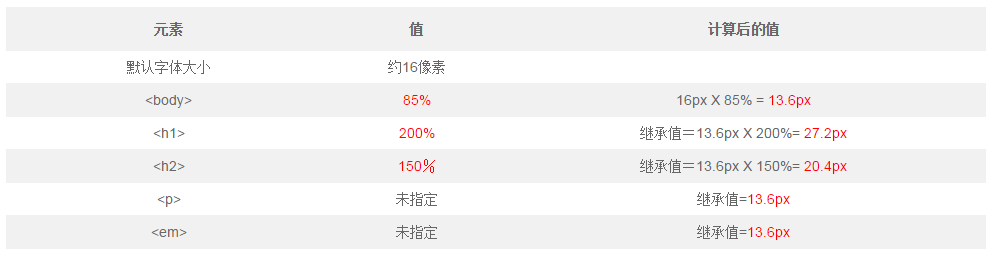 元素 值 计算后的值
默认字体大小 约16像素
<body> 85% 16px X 85% = 13.6px
<h1> 200% 继承值＝13.6px X 200%= 27.2px
<h2> 150％ 继承值＝13.6px X 150%= 20.4px
<p> 未指定 继承值=13.6px
<em> 未指定 继承值=13.6px